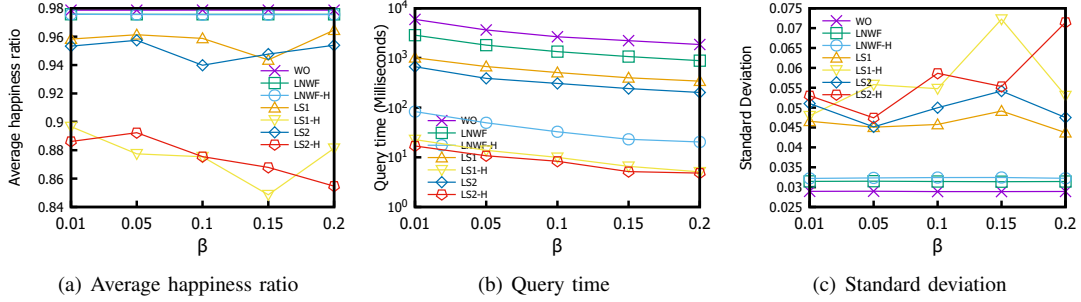 0.98
0.96
0.94
0.92
0.9
0.88
0.86
0.84
Average happiness ratio
WO
LNWF
LNWF-H
LS1
LS1-H
LS2
LS2-H
0.01 0.05 0.1 0.15 0.2
β
(a) Average happiness ratio
10⁴
10³
10²
10¹
10⁰
Query time (Milliseconds)
WO
LNWF
LNWF-H
LS1
LS1-H
LS2
LS2-H
0.01 0.05 0.1 0.15 0.2
β
(b) Query time
0.075
0.07
0.065
0.06
0.055
0.05
0.045
0.04
0.035
0.03
0.025
Standard Deviation
WO
LNWF
LNWF-H
LS1
LS1-H
LS2
LS2-H
0.01 0.05 0.1 0.15 0.2
β
(c) Standard deviation